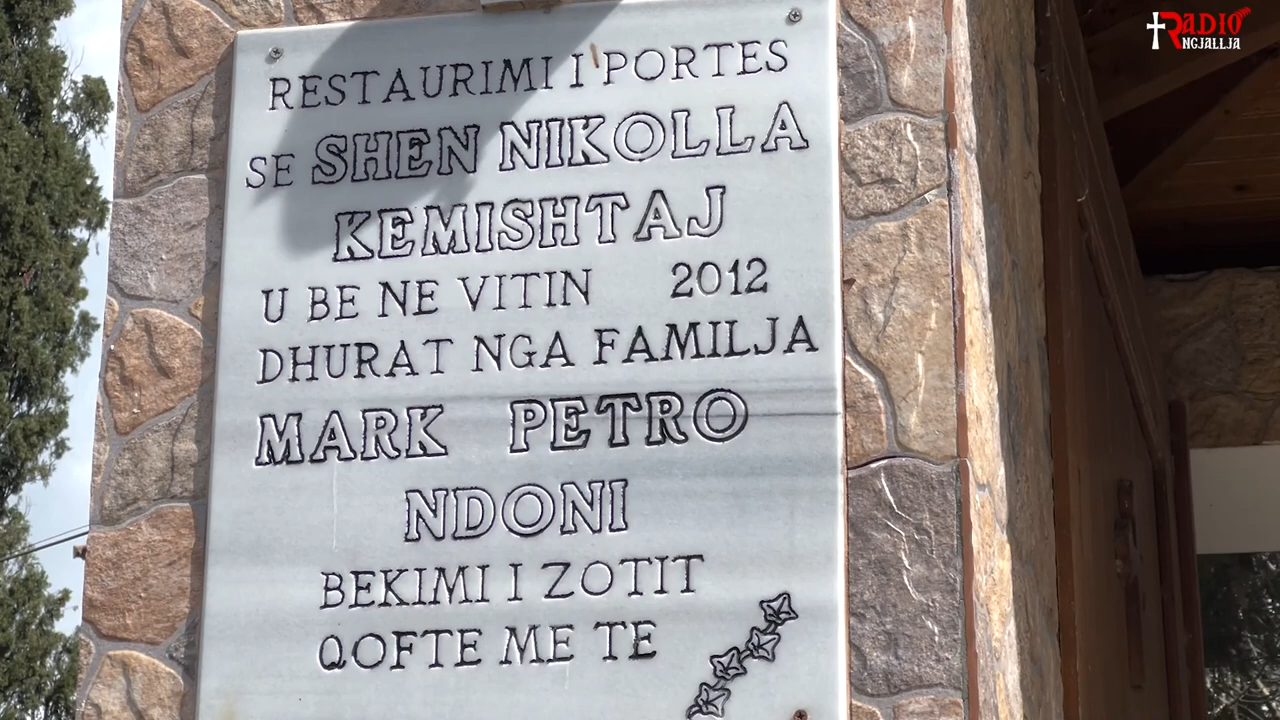 RESTAURIMI I PORTES
SE SHEN NIKOLLA
KEMISHTAJ
U BE NE VITIN 2012
DHURAT NGA FAMILJA
MARK PETRO
NDONI
BEKIMI I ZOTIT
QOFTE ME TE
RADIO
NGJALLJA